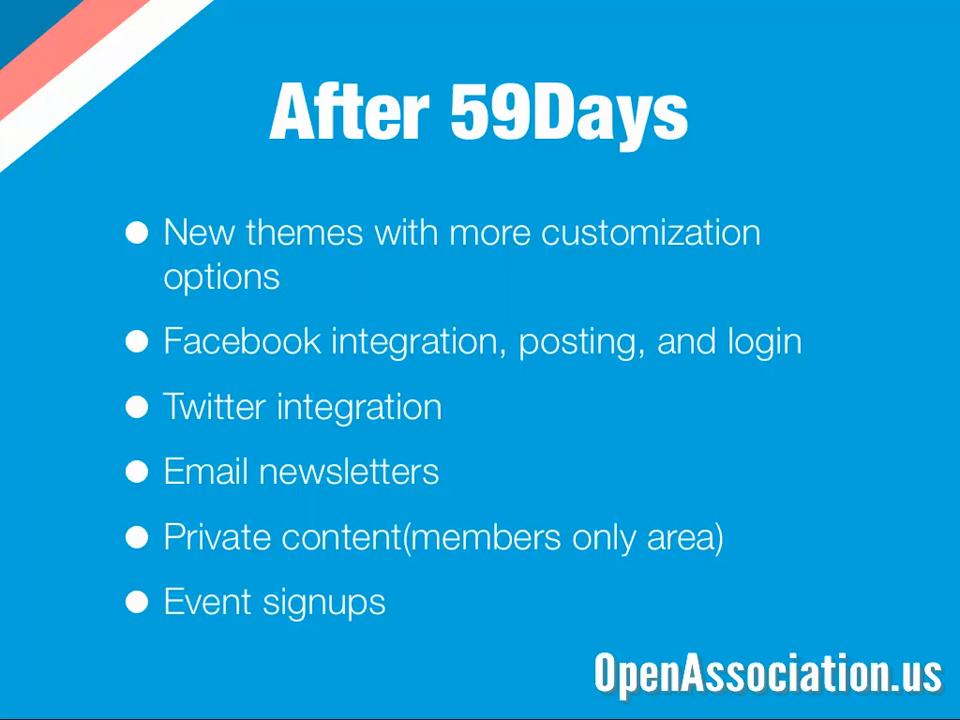 After 59Days
New themes with more customization
options
Facebook integration, posting, and login
Twitter integration
Email newsletters
Private content(members only area)
Event signups
OpenAssociation.us